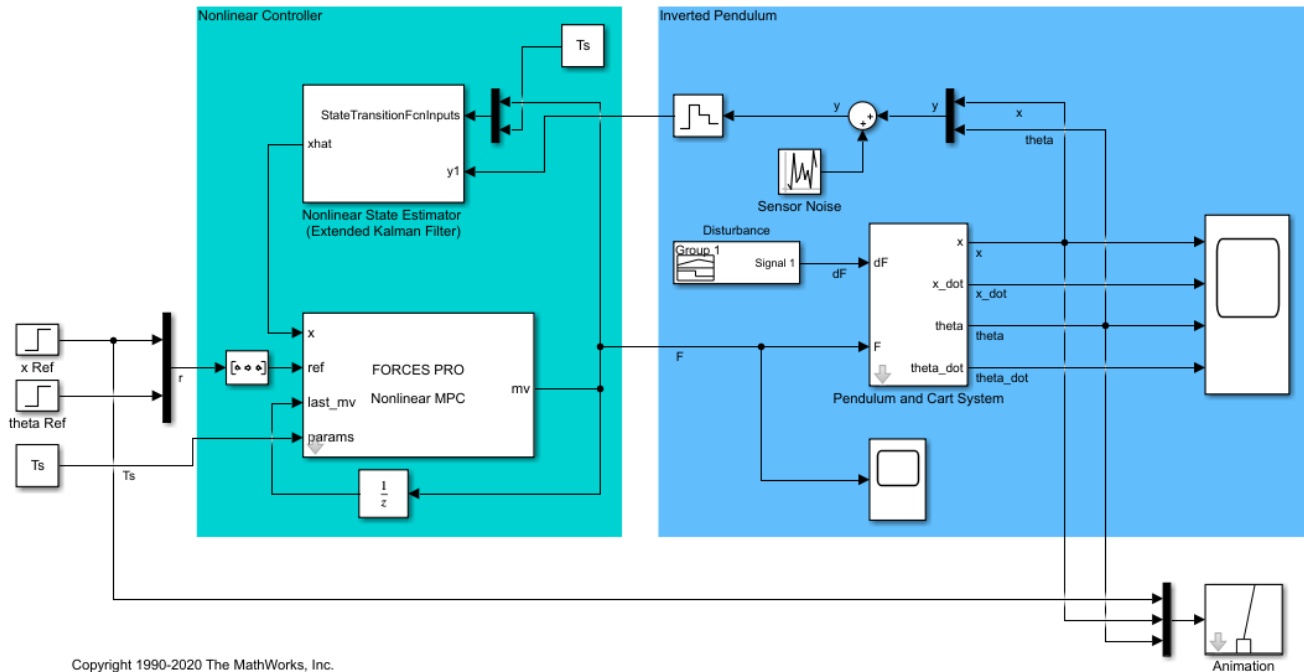 Nonlinear Controller
Ts
StateTransitionFcnInputs
xhat
y1
Nonlinear State Estimator
(Extended Kalman Filter)
x Ref
theta Ref
Ts
Ts
r
x
ref
last_mv
params
FORCES PRO
Nonlinear MPC
mv
1
z
Inverted Pendulum
y
y
x
theta
Sensor Noise
Disturbance
Group 1
Signal 1
dF
F
dF
F
x
x_dot
theta
theta_dot
x
x_dot
theta
theta_dot
Pendulum and Cart System
Animation
Copyright 1990-2020 The MathWorks, Inc.